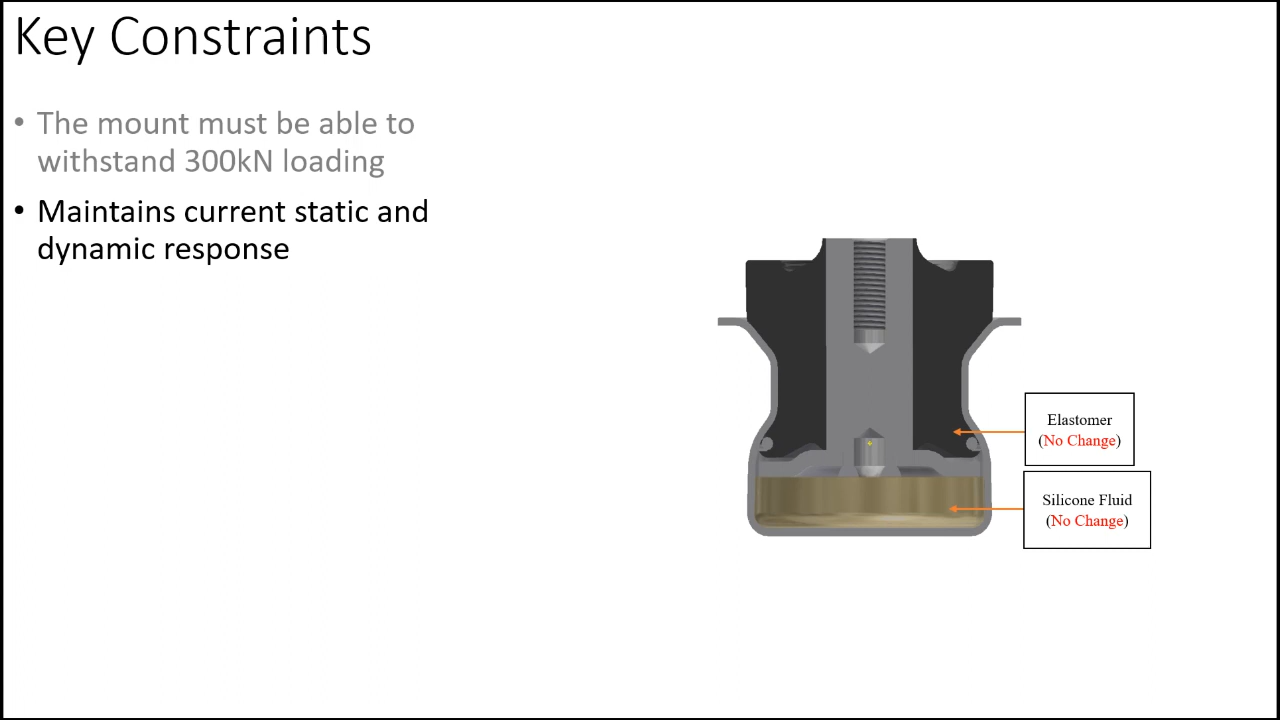 Key Constraints
• The mount must be able to
withstand 300kN loading
• Maintains current static and
dynamic response
Elastomer
(No Change)
Silicone Fluid
(No Change)